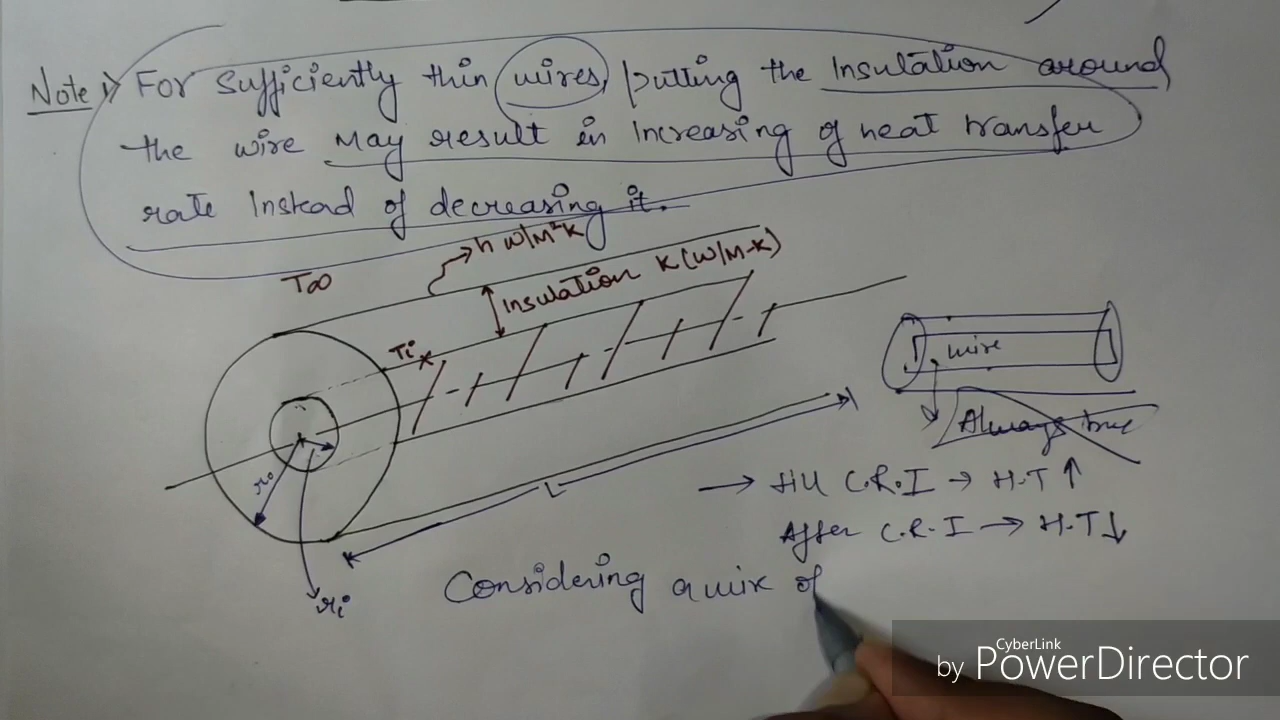 Note 1) For sufficiently thin wires, putting the Insulation around
the wire may result in increasing of heat transfer
rate instead of decreasing it.
T∞
h W/m²K
Insulation K (W/m-K)
Ti
wire
Always true
ro
L
→ till C.R.I → H.T ↑
After C.R.I → H.T ↓
Considering a wire of
ri
CyberLink
by PowerDirector